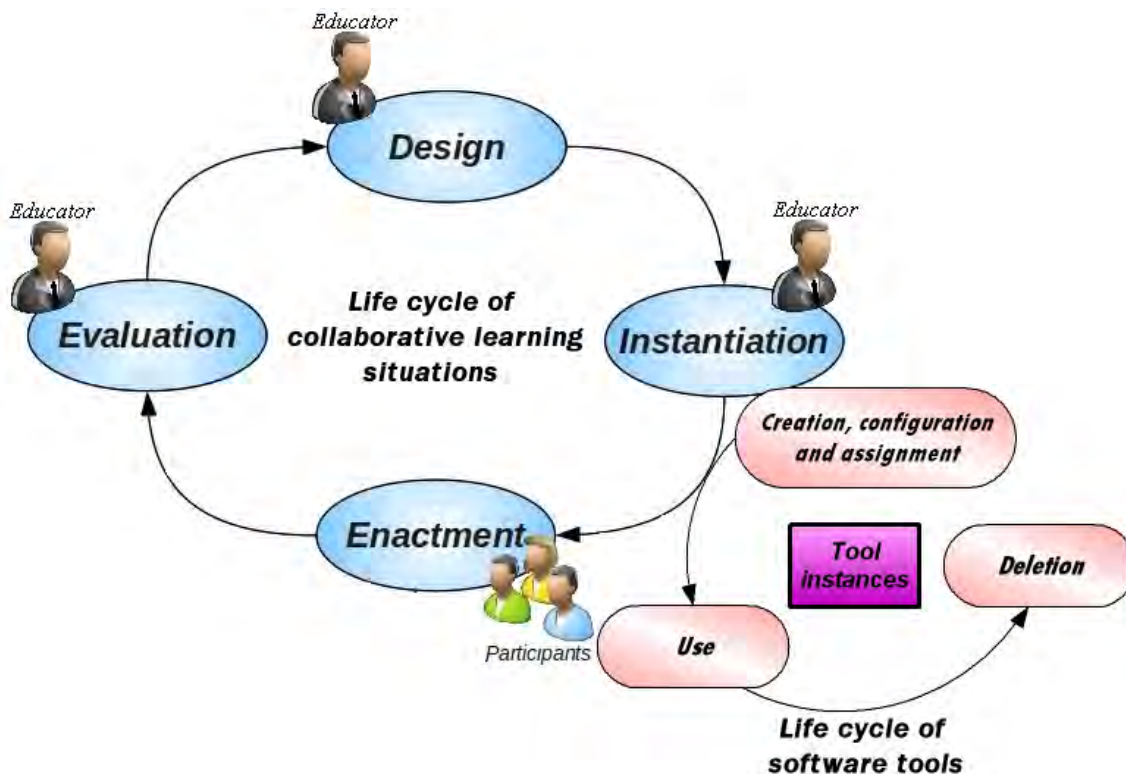 Educator
Design
Educator
Educator
Evaluation
Life cycle of
collaborative learning
situations
Instantiation
Creation, configuration
and assignment
Enactment
Tool
instances
Deletion
Participants
Use
Life cycle of
software tools